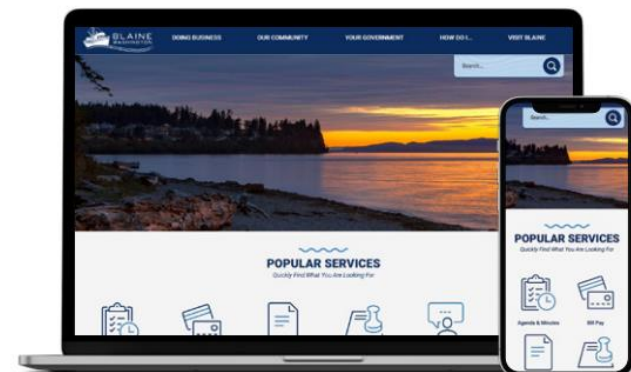 BLAINE
WASHINGTON
DOING BUSINESS
OUR COMMUNITY
YOUR GOVERNMENT
HOW DO I...
VISIT BLAINE
Search...
POPULAR SERVICES
Quickly Find What You Are Looking For
Search...
POPULAR SERVICES
Quickly Find What You Are Looking For
Agenda & Minutes
Bill Pay